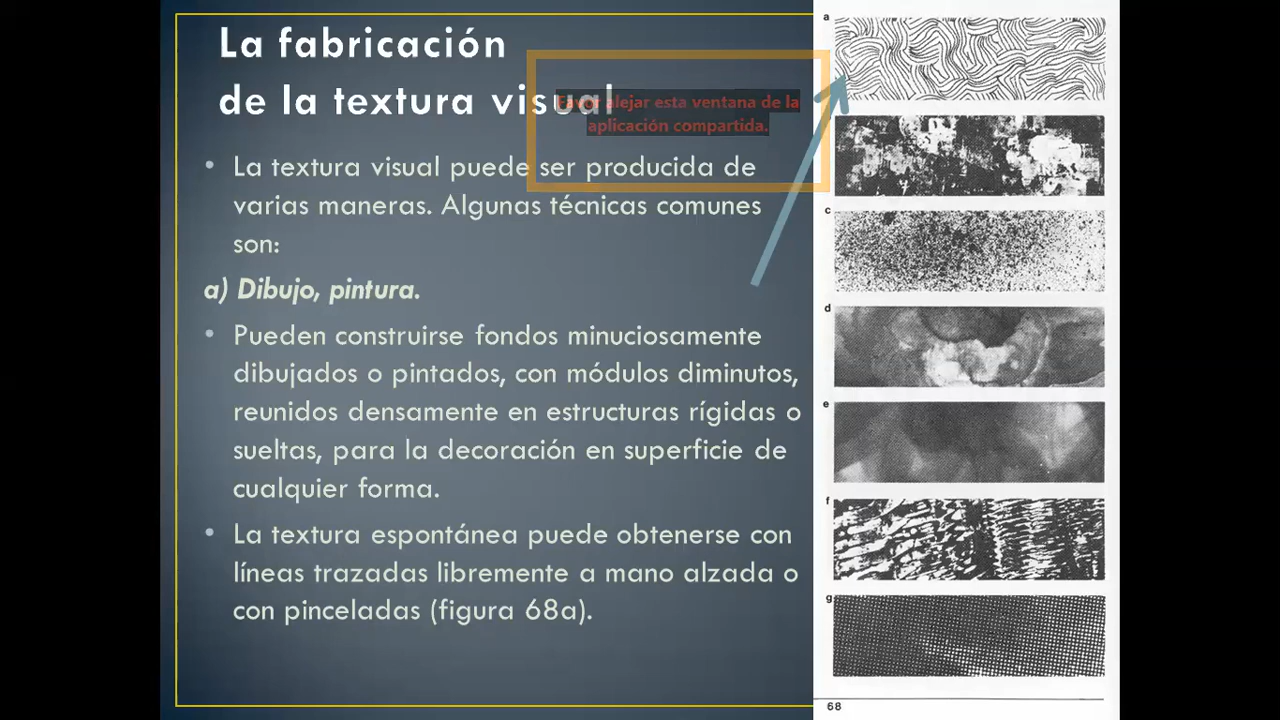 La fabricación
de la textura visual
Favor alejar esta ventana de la
aplicación compartida.
• La textura visual puede ser producida de
varias maneras. Algunas técnicas comunes
son:
a) Dibujo, pintura.
• Pueden construirse fondos minuciosamente
dibujados o pintados, con módulos diminutos,
reunidos densamente en estructuras rígidas o
sueltas, para la decoración en superficie de
cualquier forma.
• La textura espontánea puede obtenerse con
líneas trazadas libremente a mano alzada o
con pinceladas (figura 68a).
a
c
d
e
f
g
68